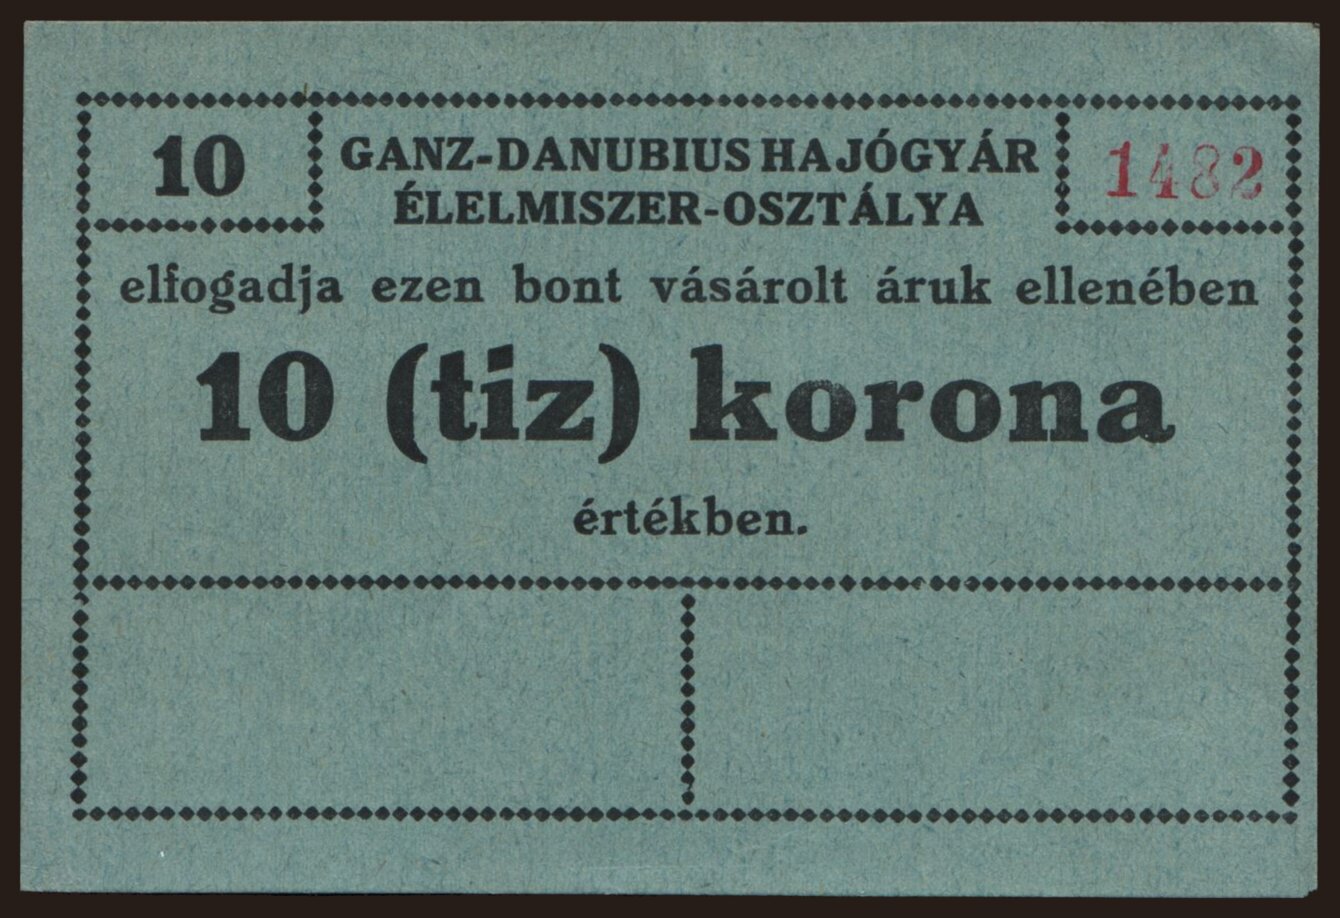 10
GANZ-DANUBIUS HAJÓGYÁR
1482
ÉLELMISZER-OSZTÁLYA
elfogadja ezen bont vásárolt áruk ellenében
10 (tiz) korona
értékben.